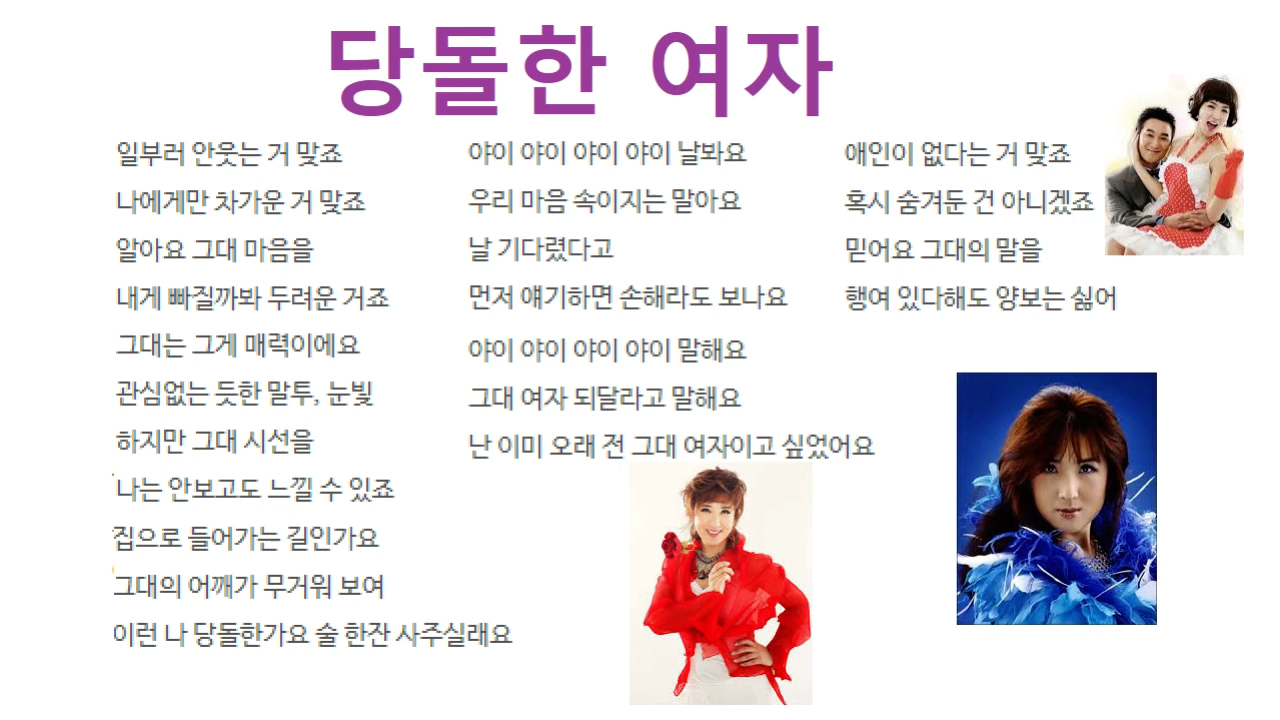 당돌한 여자
일부러 안웃는 거 맞죠
나에게만 차가운 거 맞죠
알아요 그대 마음을
내게 빠질까봐 두려운 거죠
그대는 그게 매력이에요
관심없는 듯한 말투, 눈빛
하지만 그대 시선을
나는 안보고도 느낄 수 있죠
집으로 들어가는 길인가요
그대의 어깨가 무거워 보여
이런 나 당돌한가요 술 한잔 사주실래요
야이 야이 야이 야이 날봐요
우리 마음 속이지는 말아요
날 기다렸다고
먼저 얘기하면 손해라도 보나요
야이 야이 야이 야이 말해요
그대 여자 되달라고 말해요
난 이미 오래 전 그대 여자이고 싶었어요
애인이 없다는 거 맞죠
혹시 숨겨둔 건 아니겠죠
믿어요 그대의 말을
행여 있다해도 양보는 싫어